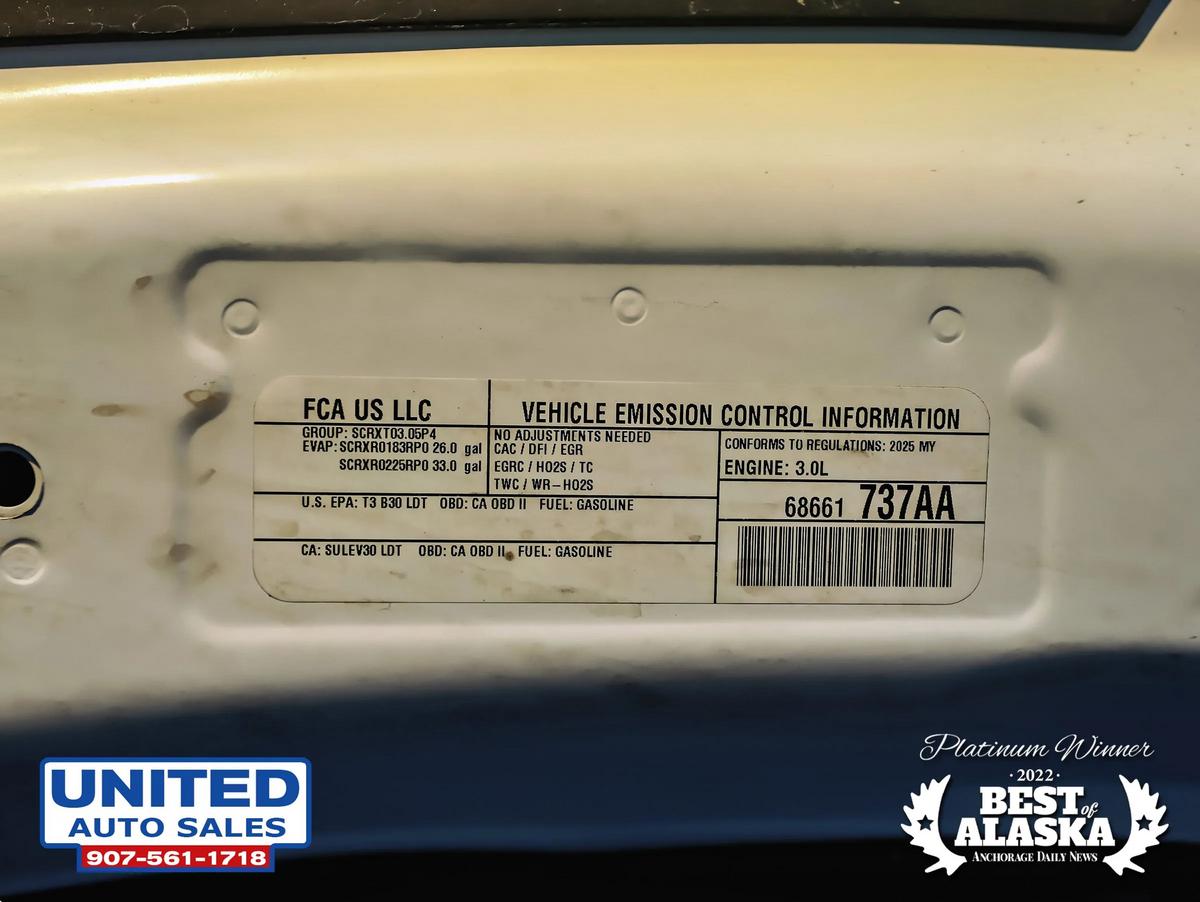 FCA US LLC
VEHICLE EMISSION CONTROL INFORMATION
GROUP: SCRXT03.05P4
EVAP: SCRXR0183RP0 26.0 gal
SCRXR0225RP0 33.0 gal
NO ADJUSTMENTS NEEDED
CAC / DFI / EGR
EGRC / HO2S / TC
TWC / WR-HO2S
CONFORMS TO REGULATIONS: 2025 MY
ENGINE: 3.0L
68661 737AA
U.S. EPA: T3 B30 LDT OBD: CA OBD II FUEL: GASOLINE
CA: SULEV30 LDT OBD: CA OBD II FUEL: GASOLINE
UNITED
AUTO SALES
907-561-1718
Platinum Winner
·2022·
BEST of
ALASKA
ANCHORAGE DAILY NEWS